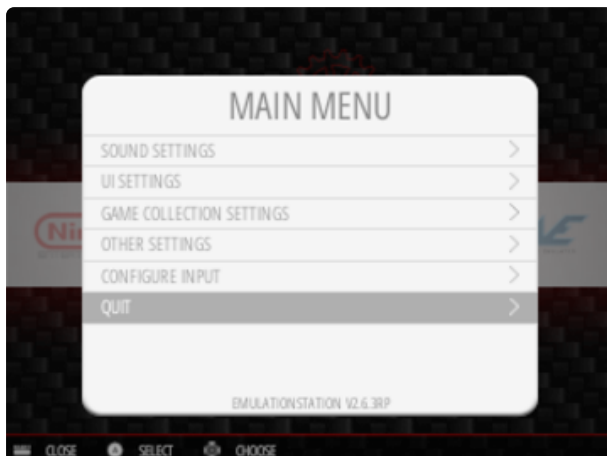 MAIN MENU
SOUND SETTINGS
UI SETTINGS
GAME COLLECTION SETTINGS
OTHER SETTINGS
CONFIGURE INPUT
QUIT
EMULATIONSTATION V2.6.3RP
CLOSE SELECT CHOOSE